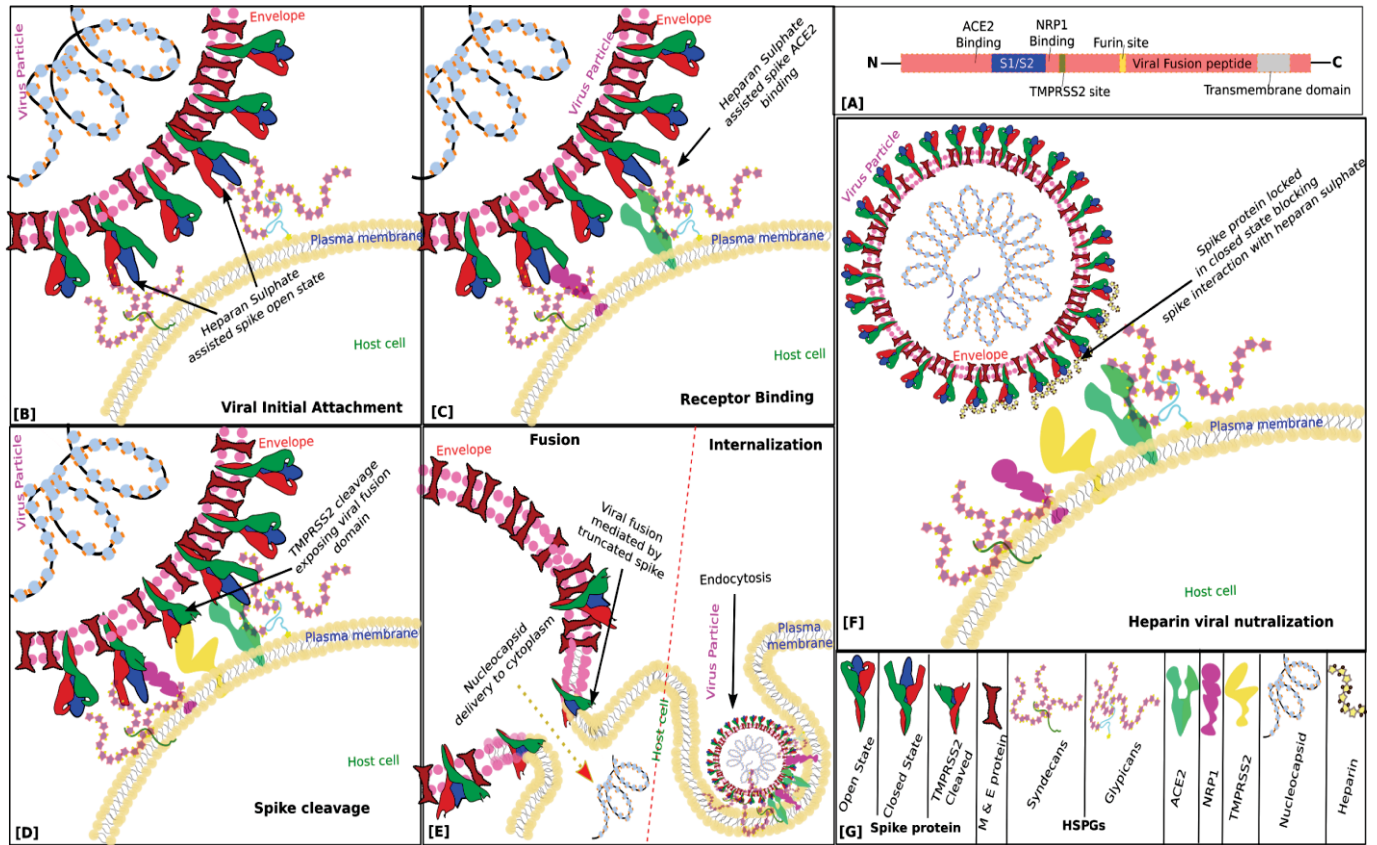 Virus Particle
Envelope
Plasma membrane
Heparan Sulphate
assisted spike open state
Host cell
[B]
Viral Initial Attachment
Virus Particle
Envelope
Heparan Sulphate
assisted spike ACE2
binding
Plasma membrane
Host cell
[C]
Receptor Binding
ACE2
Binding
NRP1
Binding
Furin site
N
S1/S2
Viral Fusion peptide
C
TMPRSS2 site
Transmembrane domain
[A]
Virus Particle
Envelope
Spike protein locked
in closed state blocking
spike interaction with heparan sulphate
Plasma membrane
Host cell
[F]
Heparin viral nutralization
Virus Particle
Envelope
TMPRSS2 cleavage
exposing viral fusion
domain
Plasma membrane
Host cell
[D]
Spike cleavage
Fusion
Internalization
Envelope
Viral fusion
mediated by
truncated spike
Nucleocapsid
delivery to cytoplasm
Endocytosis
Virus Particle
Plasma
membrane
Host cell
[E]
Open State
Closed State
TMPRSS2
Cleaved
M & E protein
Syndecans
Glypicans
ACE2
NRP1
TMPRSS2
Nucleocapsid
Heparin
[G]
Spike protein
HSPGs